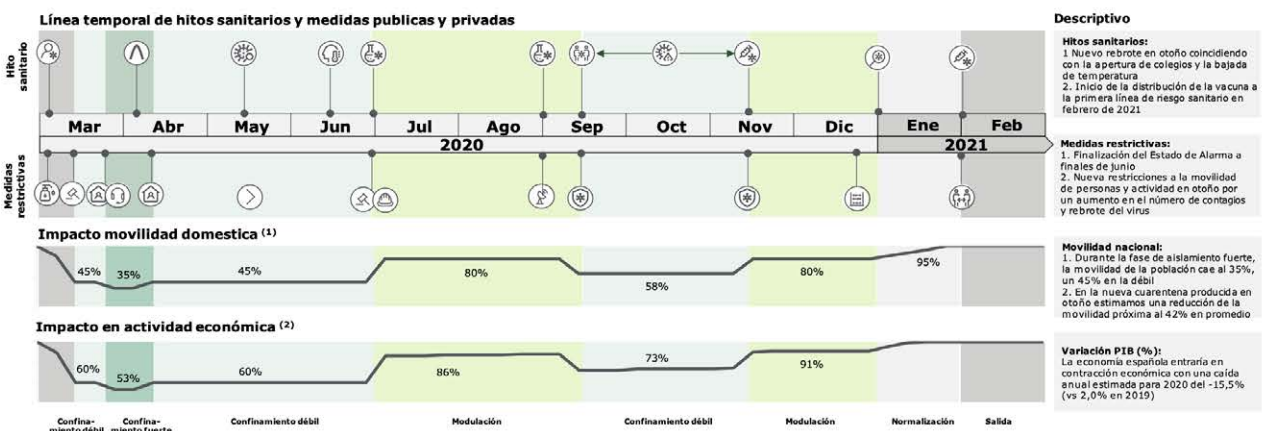 Línea temporal de hitos sanitarios y medidas publicas y privadas
Descriptivo
Hito
sanitario
Hitos sanitarios:
1 Nuevo rebrote en otoño coincidiendo
con la apertura de colegios y la bajada
de temperatura
2. Inicio de la distribución de la vacuna a
la primera línea de riesgo sanitario en
febrero de 2021
Mar Abr May Jun Jul Ago Sep Oct Nov Dic Ene Feb
2020 2021
Medidas
restrictivas
Medidas restrictivas:
1. Finalización del Estado de Alarma a
finales de junio
2. Nueva restricciones a la movilidad
de personas y actividad en otoño por
un aumento en el número de contagios
y rebrote del virus
Impacto movilidad domestica (1)
45% 35% 45% 80% 58% 80% 95%
Movilidad nacional:
1. Durante la fase de aislamiento fuerte,
la movilidad de la población cae al 35%,
un 45% en la débil
2. En la nueva cuarentena producida en
otoño estimamos una reducción de la
movilidad próxima al 42% en promedio
Impacto en actividad económica (2)
60% 53% 60% 86% 73% 91%
Variación PIB (%):
La economía española entraría en
contracción económica con una caída
anual estimada para 2020 del -15,5%
(vs 2,0% en 2019)
Confina-
miento débil
Confina-
miento fuerte
Confinamiento débil
Modulación
Confinamiento débil
Modulación
Normalización
Salida